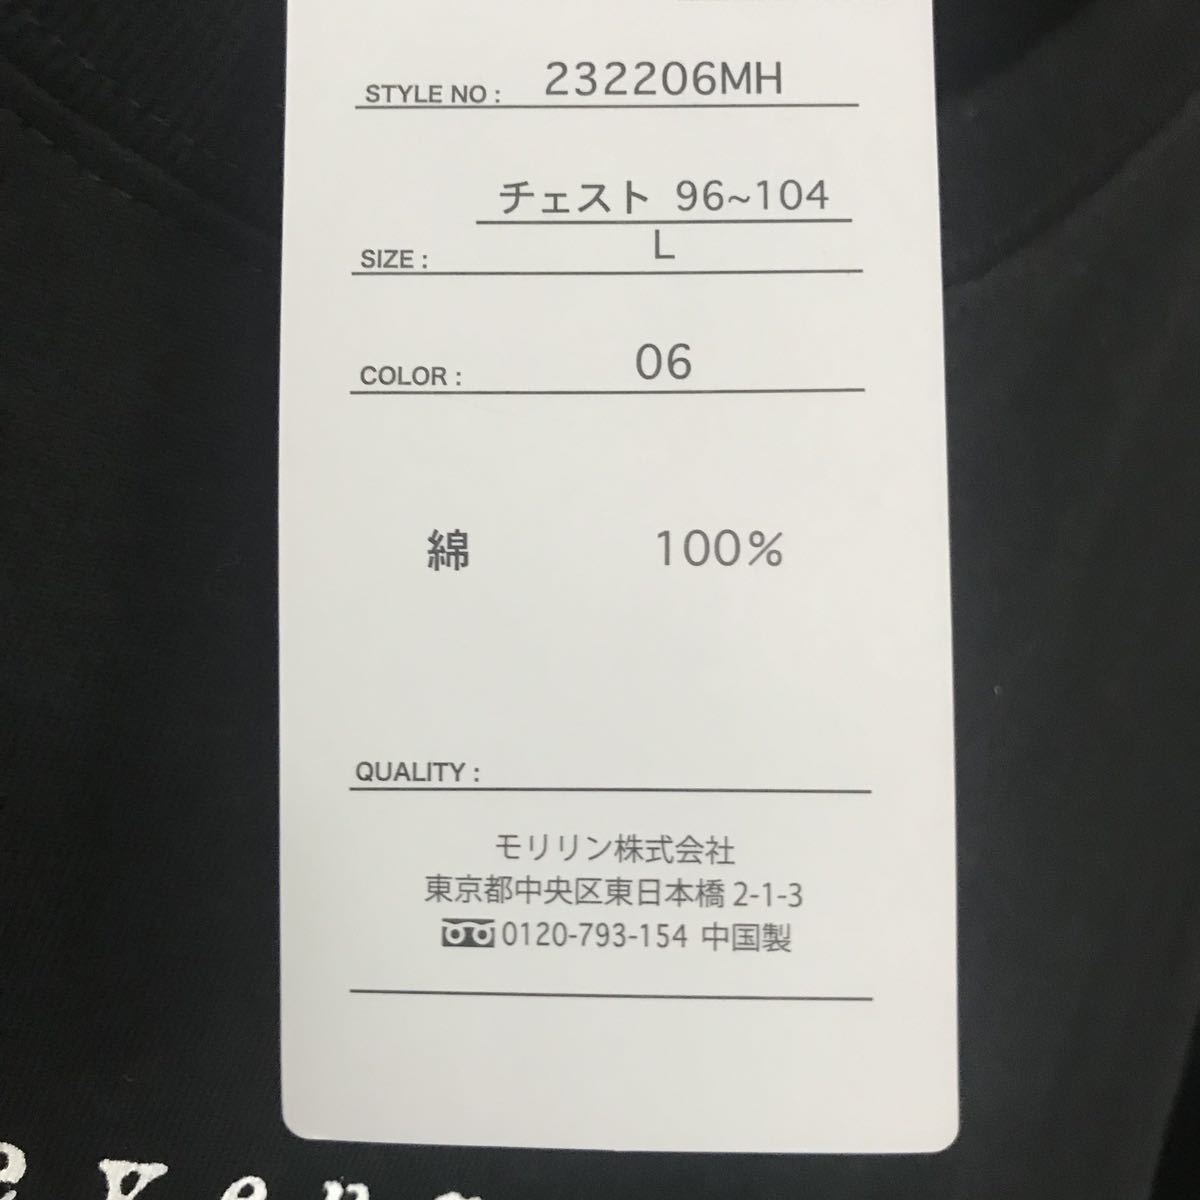 STYLE NO : 232206MH
チェスト 96~104
SIZE : L
COLOR : 06
綿 100%
QUALITY :
モリリン株式会社
東京都中央区東日本橋 2-1-3
0120-793-154 中国製